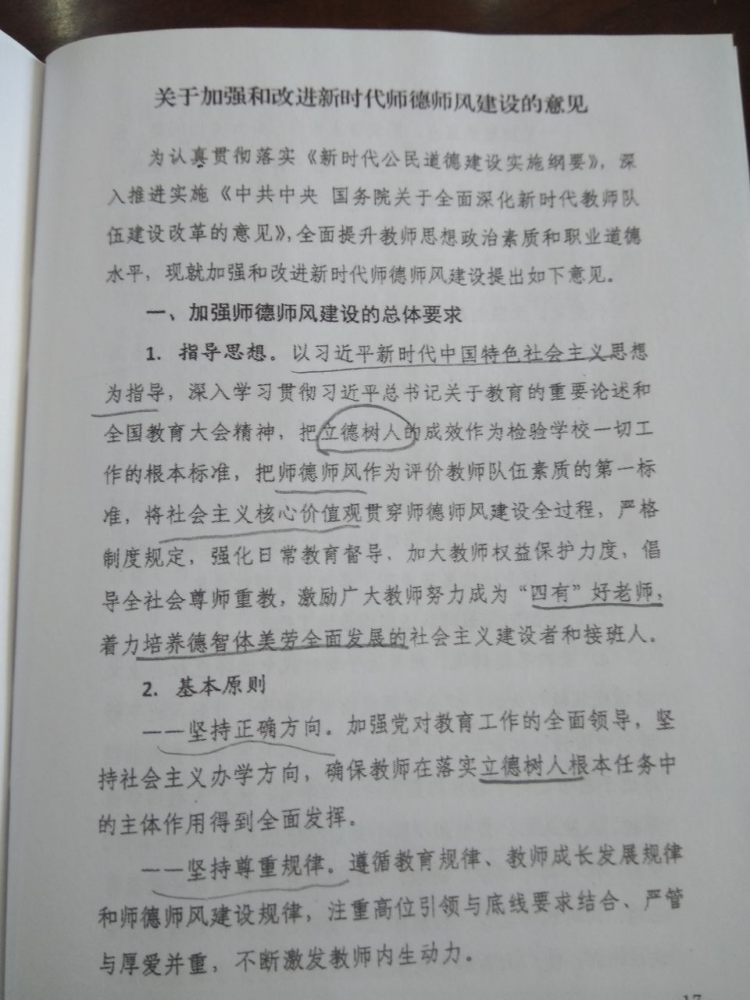 关于加强和改进新时代师德师风建设的意见
为认真贯彻落实《新时代公民道德建设实施纲要》，深
入推进实施《中共中央 国务院关于全面深化新时代教师队
伍建设改革的意见》，全面提升教师思想政治素质和职业道德
水平，现就加强和改进新时代师德师风建设提出如下意见。
一、加强师德师风建设的总体要求
1. 指导思想。以习近平新时代中国特色社会主义思想
为指导，深入学习贯彻习近平总书记关于教育的重要论述和
全国教育大会精神，把立德树人的成效作为检验学校一切工
作的根本标准，把师德师风作为评价教师队伍素质的第一标
准，将社会主义核心价值观贯穿师德师风建设全过程，严格
制度规定，强化日常教育督导，加大教师权益保护力度，倡
导全社会尊师重教，激励广大教师努力成为“四有”好老师，
着力培养德智体美劳全面发展的社会主义建设者和接班人。
2. 基本原则
——坚持正确方向。加强党对教育工作的全面领导，坚
持社会主义办学方向，确保教师在落实立德树人根本任务中
的主体作用得到全面发挥。
——坚持尊重规律。遵循教育规律、教师成长发展规律
和师德师风建设规律，注重高位引领与底线要求结合、严管
与厚爱并重，不断激发教师内生动力。
17